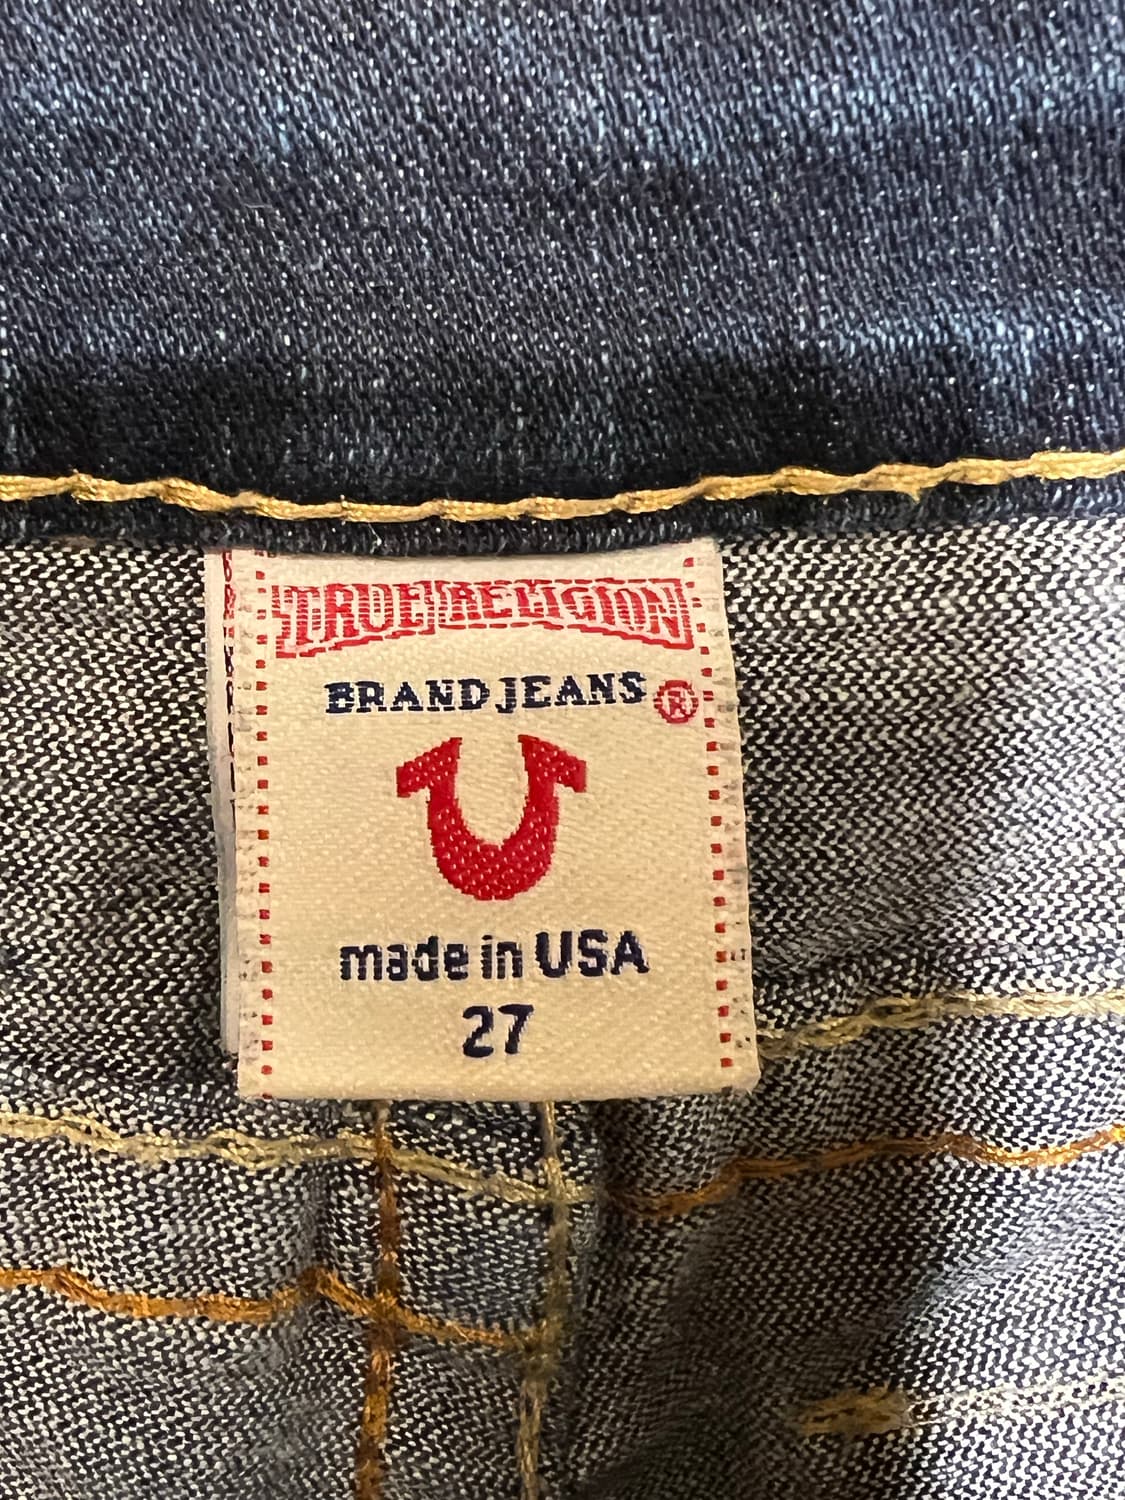 TRUE RELIGION
BRAND JEANS ®
made in USA
27